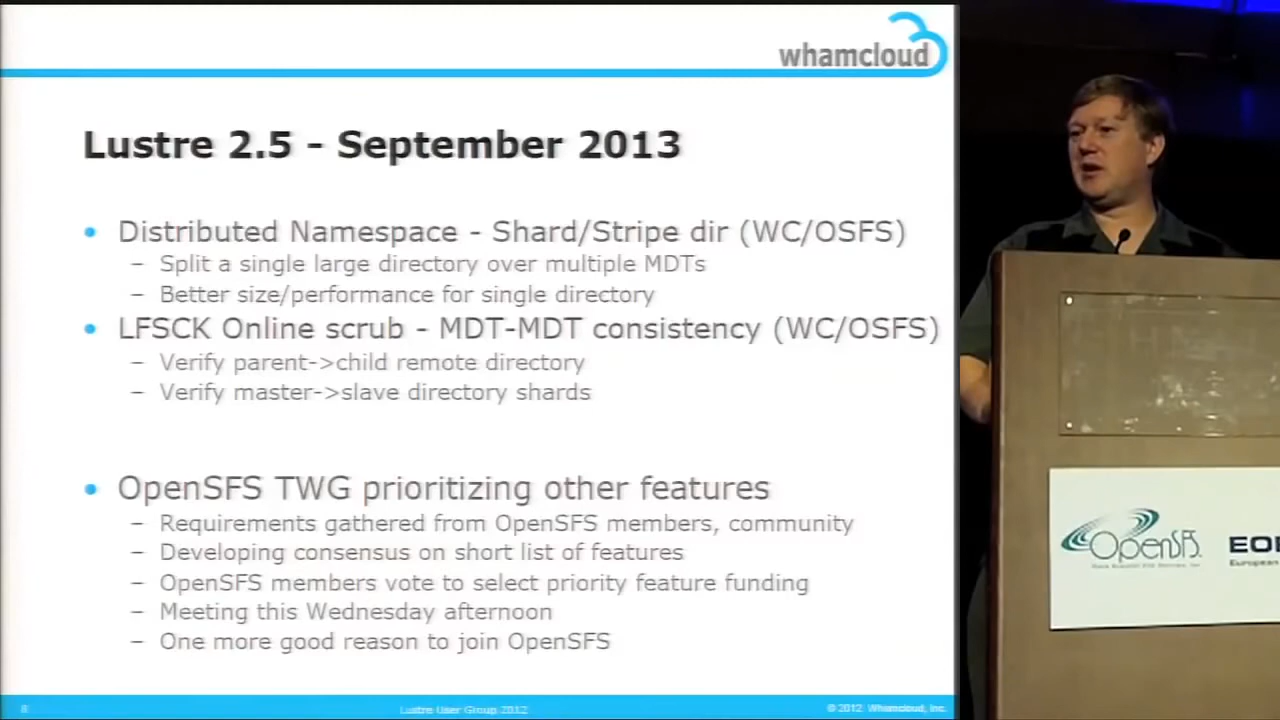 whamcloud
Lustre 2.5 - September 2013
• Distributed Namespace - Shard/Stripe dir (WC/OSFS)
– Split a single large directory over multiple MDTs
– Better size/performance for single directory
• LFSCK Online scrub - MDT-MDT consistency (WC/OSFS)
– Verify parent->child remote directory
– Verify master->slave directory shards
• OpenSFS TWG prioritizing other features
– Requirements gathered from OpenSFS members, community
– Developing consensus on short list of features
– OpenSFS members vote to select priority feature funding
– Meeting this Wednesday afternoon
– One more good reason to join OpenSFS
8
Lustre User Group 2012
© 2012 Whamcloud, Inc.
OpenSFS.
European